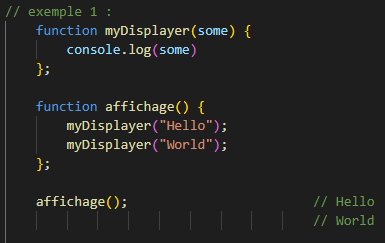 // exemple 1 :
function myDisplayer(some) {
console.log(some)
};
function affichage() {
myDisplayer("Hello");
myDisplayer("World");
};
affichage(); // Hello
// World